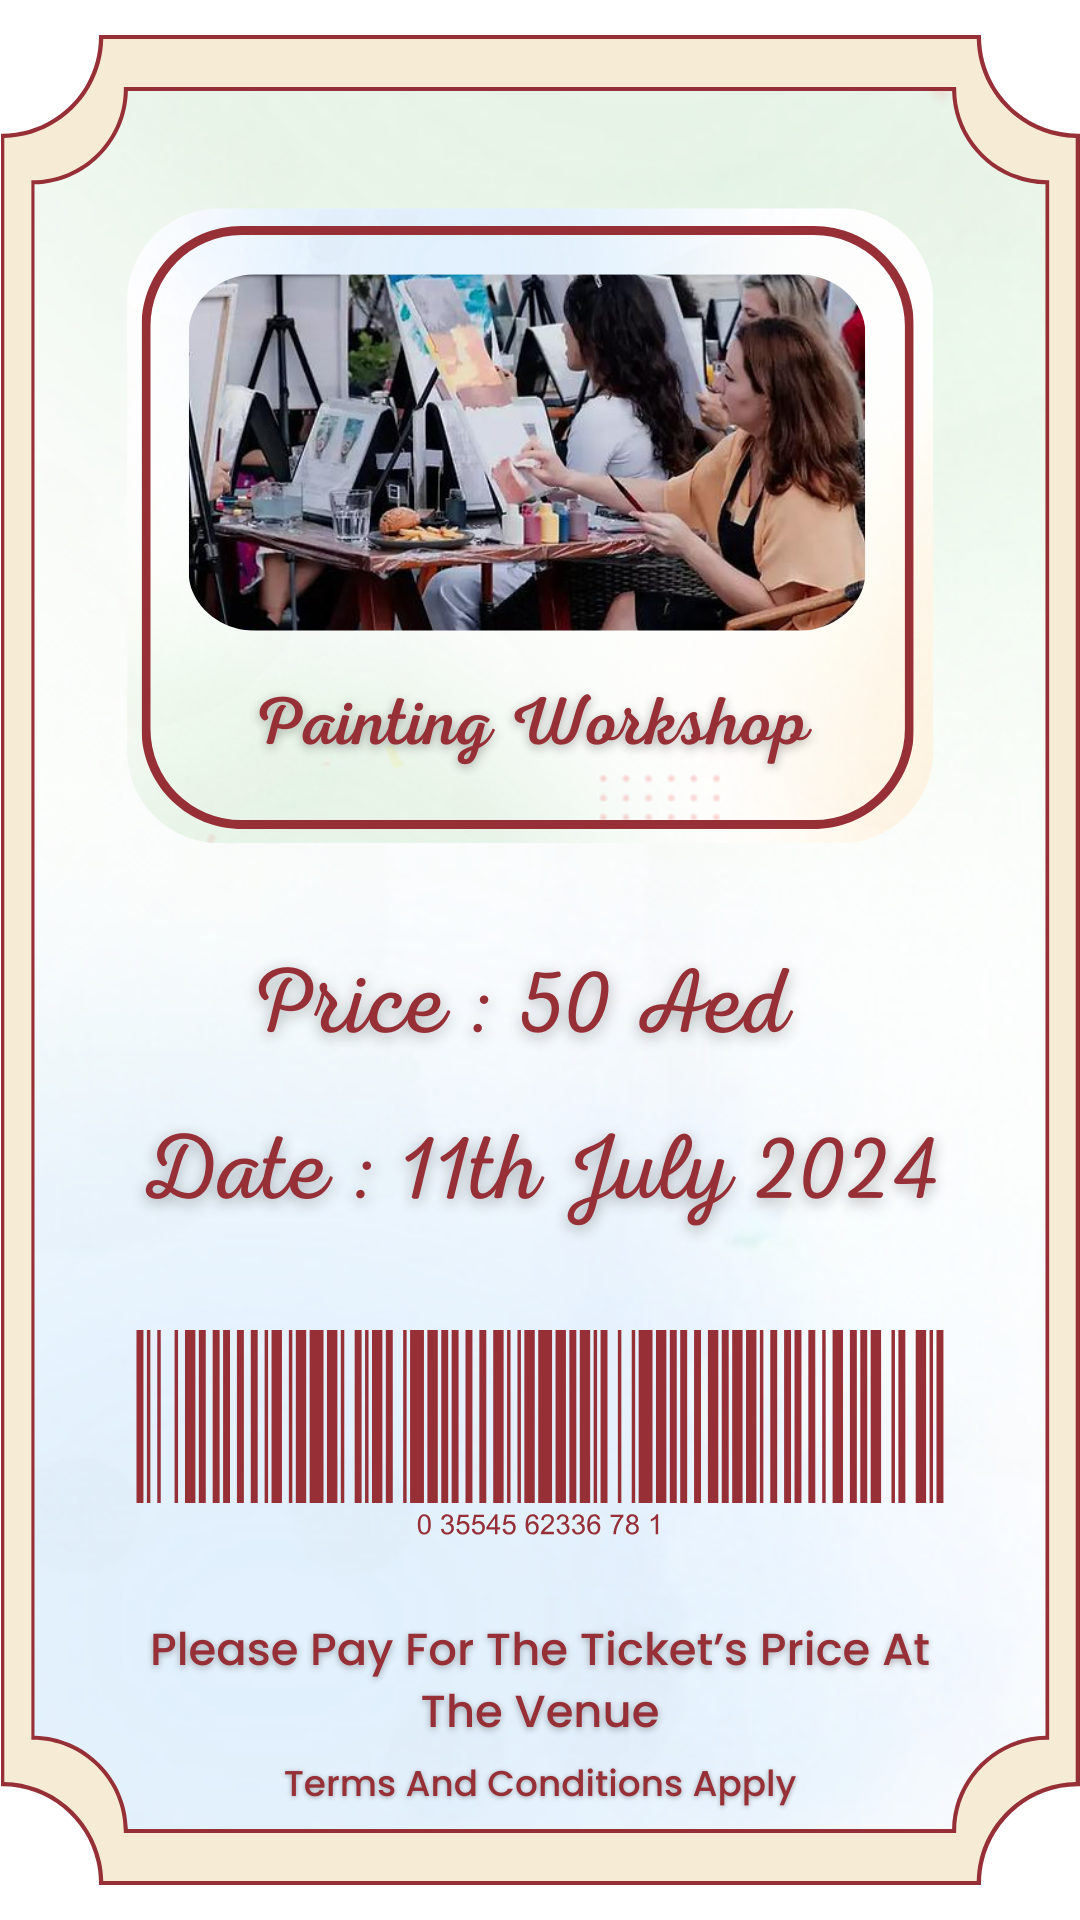 Painting Workshop
Price : 50 Aed
Date : 11th July 2024
0 35545 62336 78 1
Please Pay For The Ticket’s Price At
The Venue
Terms And Conditions Apply